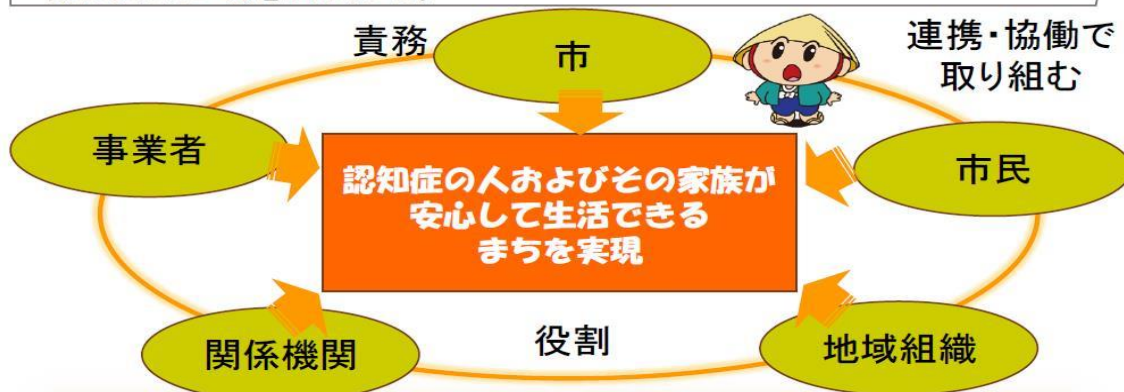 責務
市
連携・協働で
取り組む
事業者
認知症の人およびその家族が
安心して生活できる
まちを実現
市民
関係機関
役割
地域組織